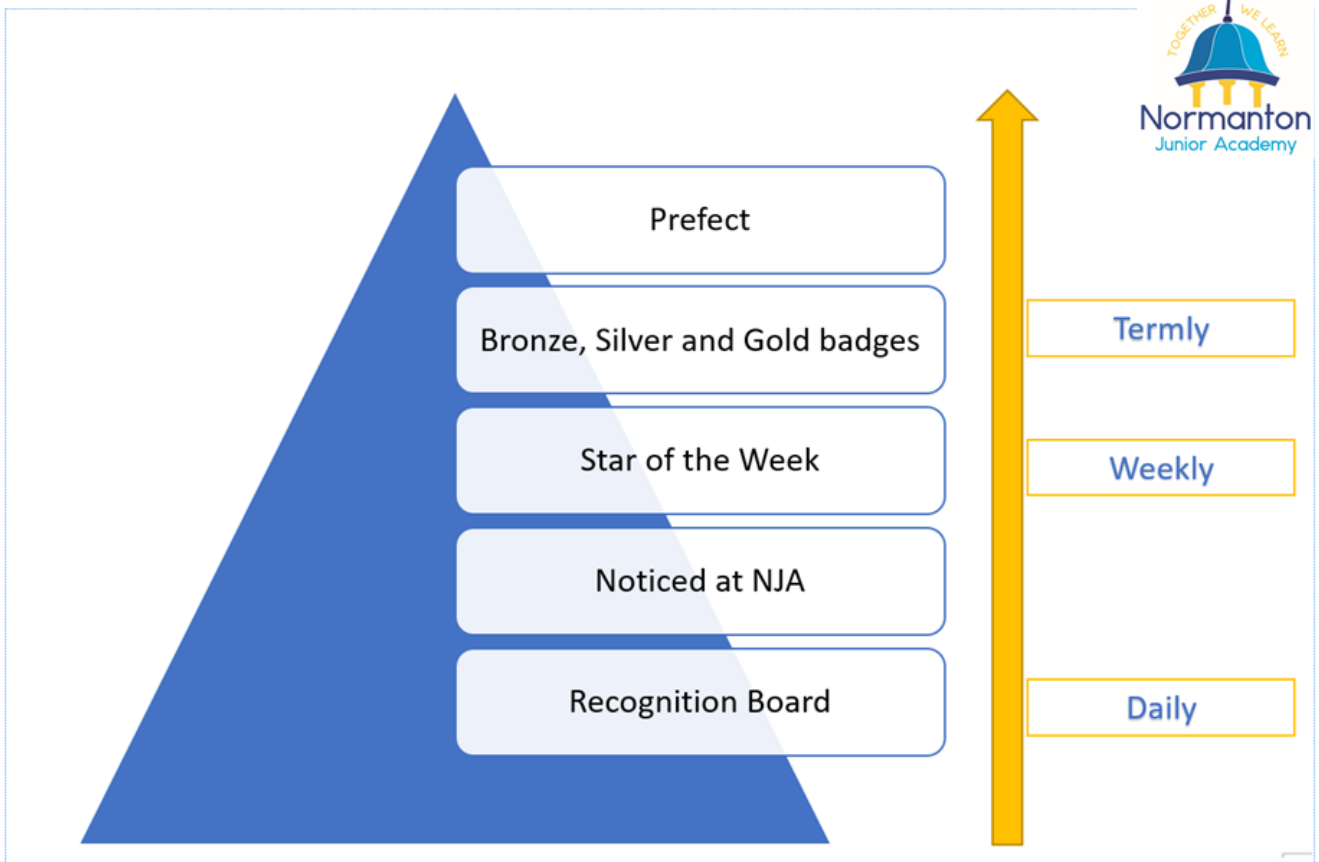 TOGETHER WE LEARN
Normanton
Junior Academy
Prefect
Bronze, Silver and Gold badges
Termly
Star of the Week
Weekly
Noticed at NJA
Recognition Board
Daily